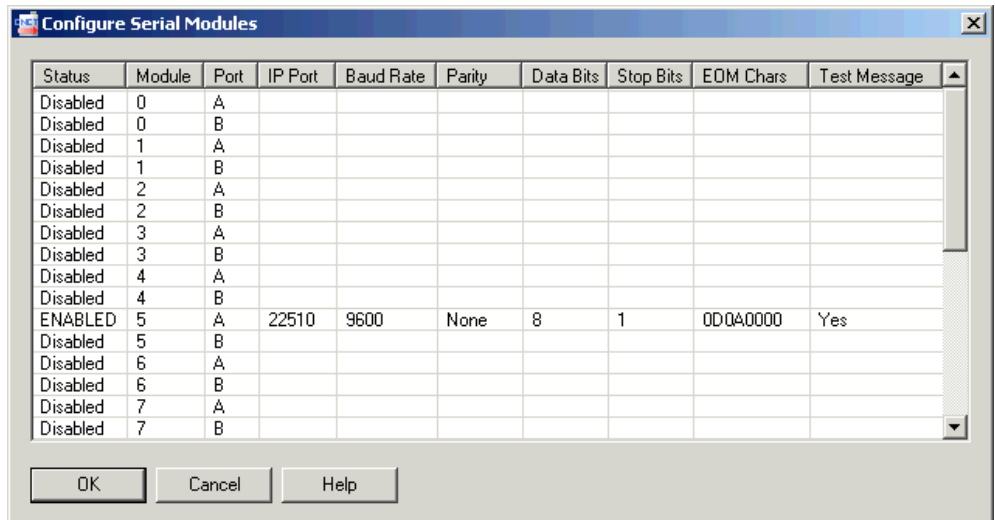 Configure Serial Modules
Status Module Port IP Port Baud Rate Parity Data Bits Stop Bits EOM Chars Test Message
Disabled 0 A
Disabled 0 B
Disabled 1 A
Disabled 1 B
Disabled 2 A
Disabled 2 B
Disabled 3 A
Disabled 3 B
Disabled 4 A
Disabled 4 B
ENABLED 5 A 22510 9600 None 8 1 0D0A0000 Yes
Disabled 5 B
Disabled 6 A
Disabled 6 B
Disabled 7 A
Disabled 7 B
OK Cancel Help